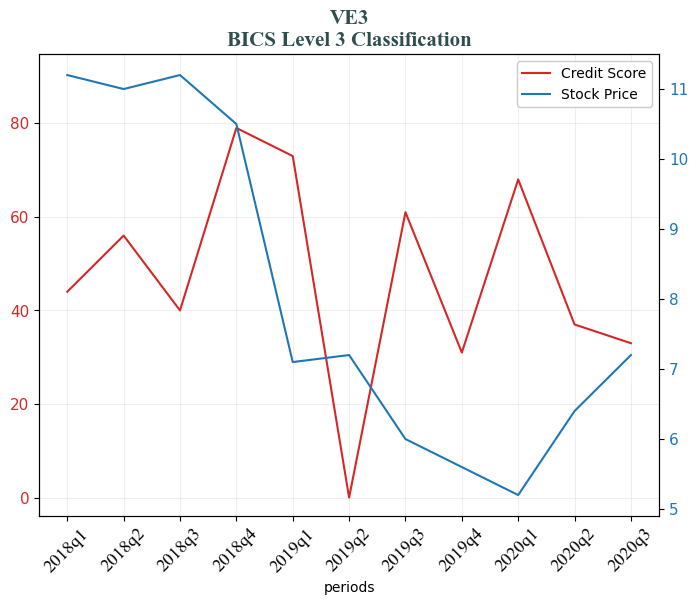 VE3
BICS Level 3 Classification
Credit Score
Stock Price
80
60
40
20
0
11
10
9
8
7
6
5
2018q1
2018q2
2018q3
2018q4
2019q1
2019q2
2019q3
2019q4
2020q1
2020q2
2020q3
periods